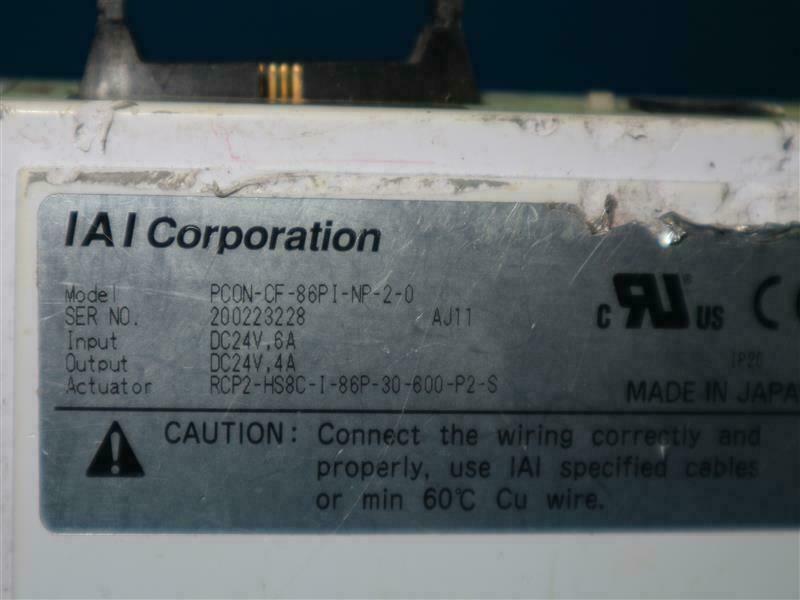 IAI Corporation
Model PCON-CF-86PI-NP-2-0
SER NO. 200223228 AJ11
Input DC24V,6A
Output DC24V,4A
Actuator RCP2-HS8C-I-86P-30-600-P2-S
C RU US CE
IP20
MADE IN JAPA
CAUTION: Connect the wiring correctly and
properly, use IAI specified cables
or min 60℃ Cu wire.